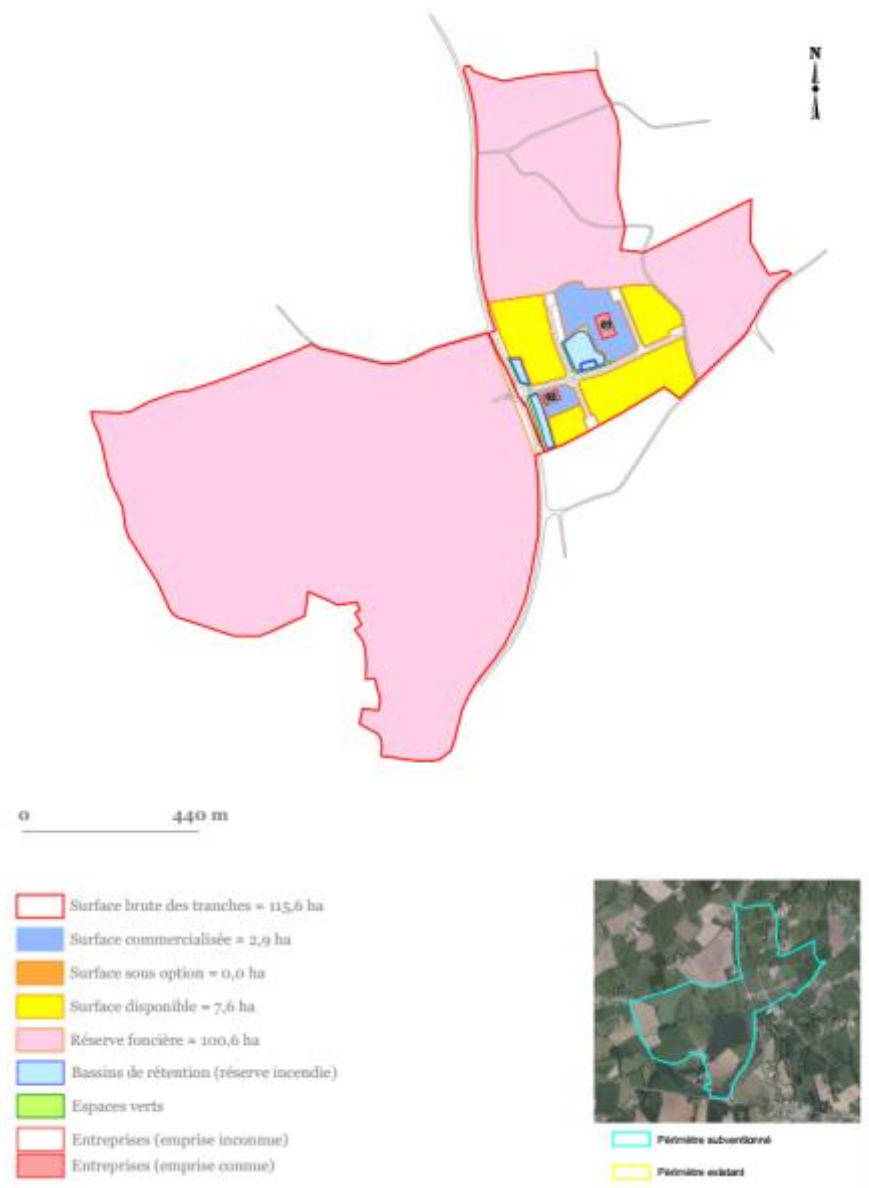 N
0 440 m
Surface brute des tranches = 115,6 ha
Surface commercialisée = 2,9 ha
Surface sous option = 0,0 ha
Surface disponible = 7,6 ha
Réserve foncière = 100,6 ha
Bassins de rétention (réserve incendie)
Espaces verts
Entreprises (emprise inconnue)
Entreprises (emprise connue)
Périmètre subventionné
Périmètre existant